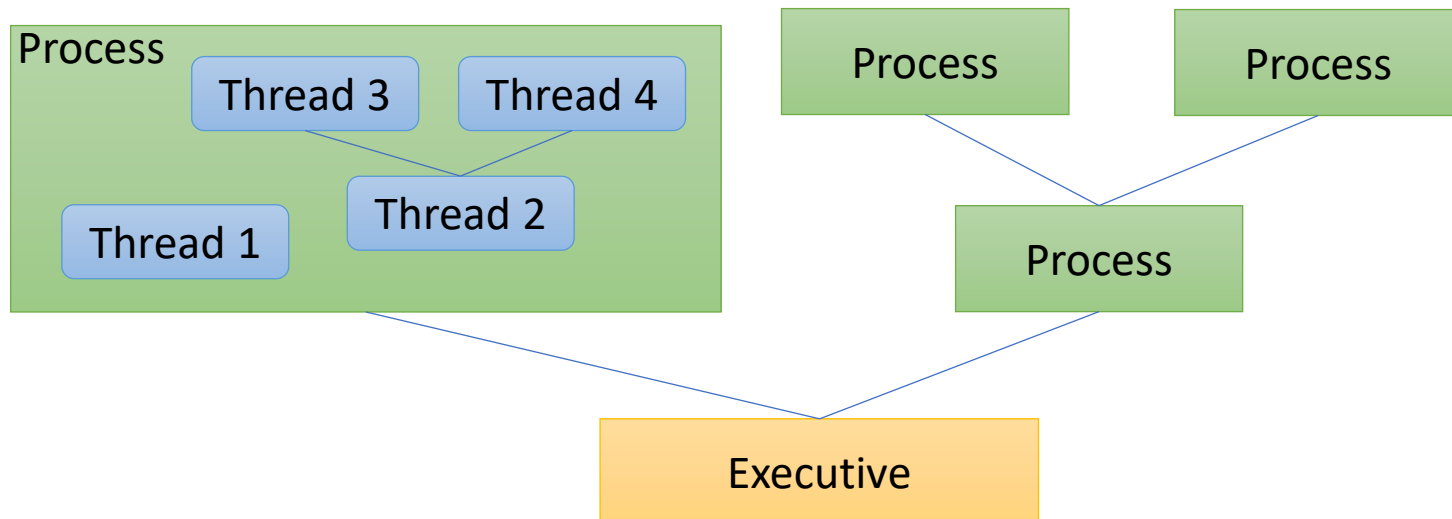 Process
Thread 3
Thread 4
Thread 1
Thread 2
Process
Process
Process
Executive